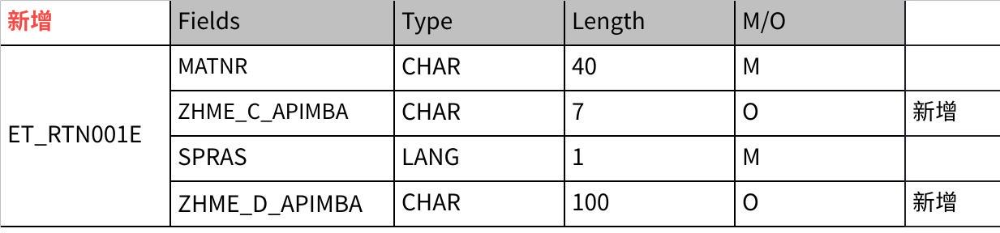 新增 Fields Type Length M/O
MATNR CHAR 40 M
ZHME_C_APIMBA CHAR 7 O 新增
ET_RTN001E
SPRAS LANG 1 M
ZHME_D_APIMBA CHAR 100 O 新增